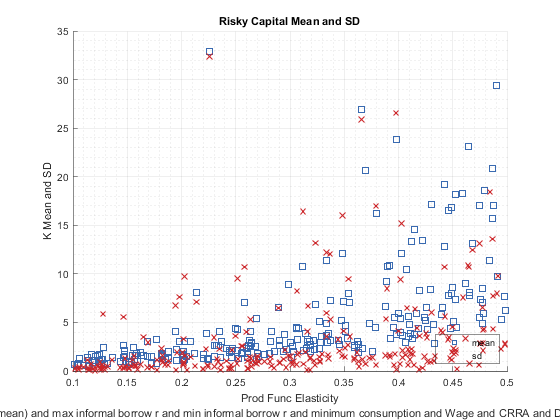 Risky Capital Mean and SD
35
30
25
20
15
10
5
0
K Mean and SD
mean
sd
0.1 0.15 0.2 0.25 0.3 0.35 0.4 0.45 0.5
Prod Func Elasticity
mean) and max informal borrow r and min informal borrow r and minimum consumption and Wage and CRRA and